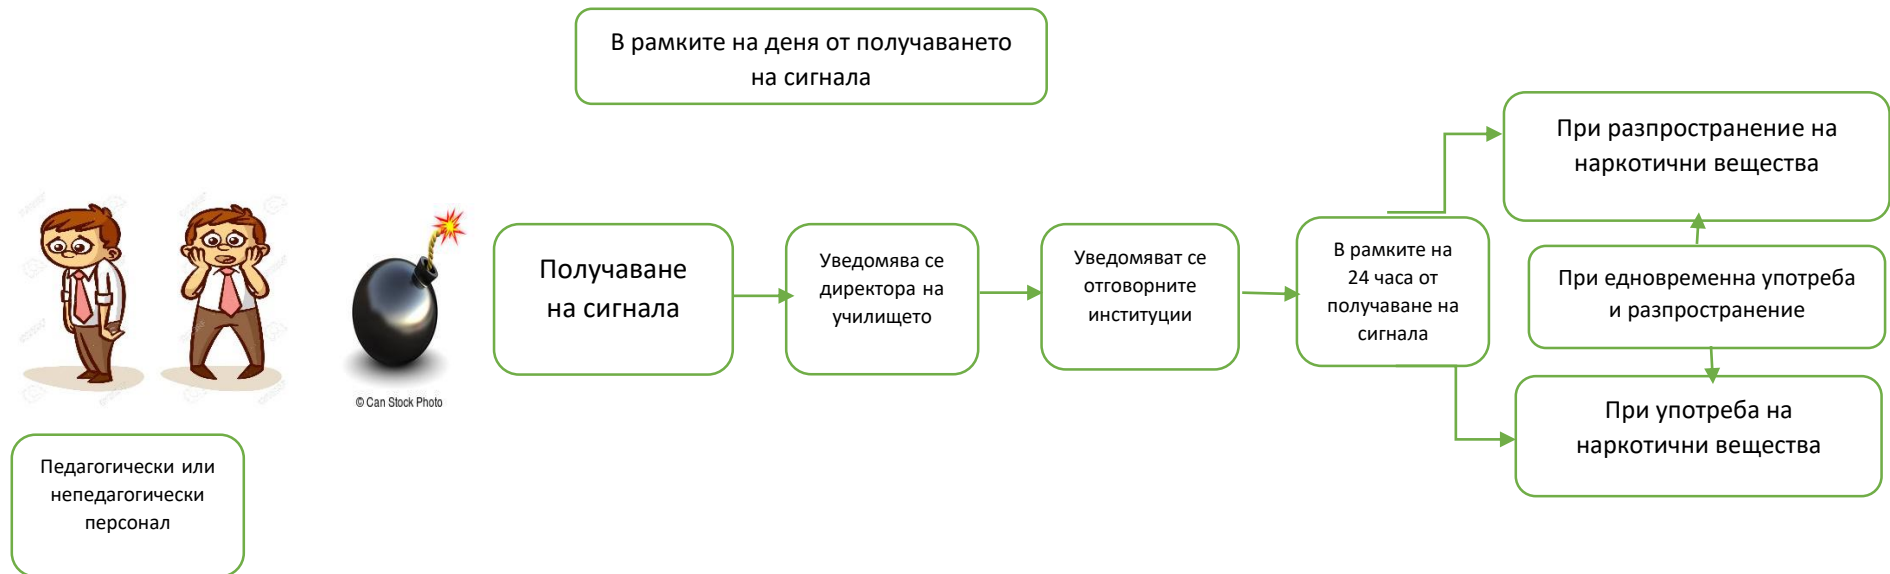 В рамките на деня от получаването
на сигнала
При разпространение на
наркотични вещества
Получаване
на сигнала
Уведомява се
директора на
училището
Уведомяват се
отговорните
институции
В рамките на
24 часа от
получаване на
сигнала
При едновременна употреба
и разпространение
При употреба на
наркотични вещества
© Can Stock Photo
Педагогически или
непедагогически
персонал